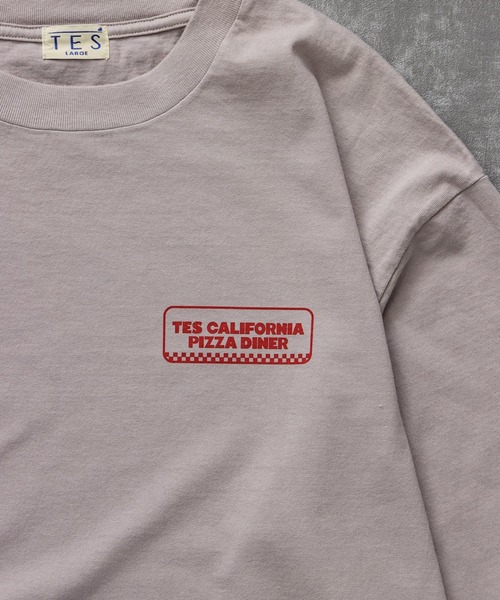 TES
LARGE
TES CALIFORNIA
PIZZA DINER